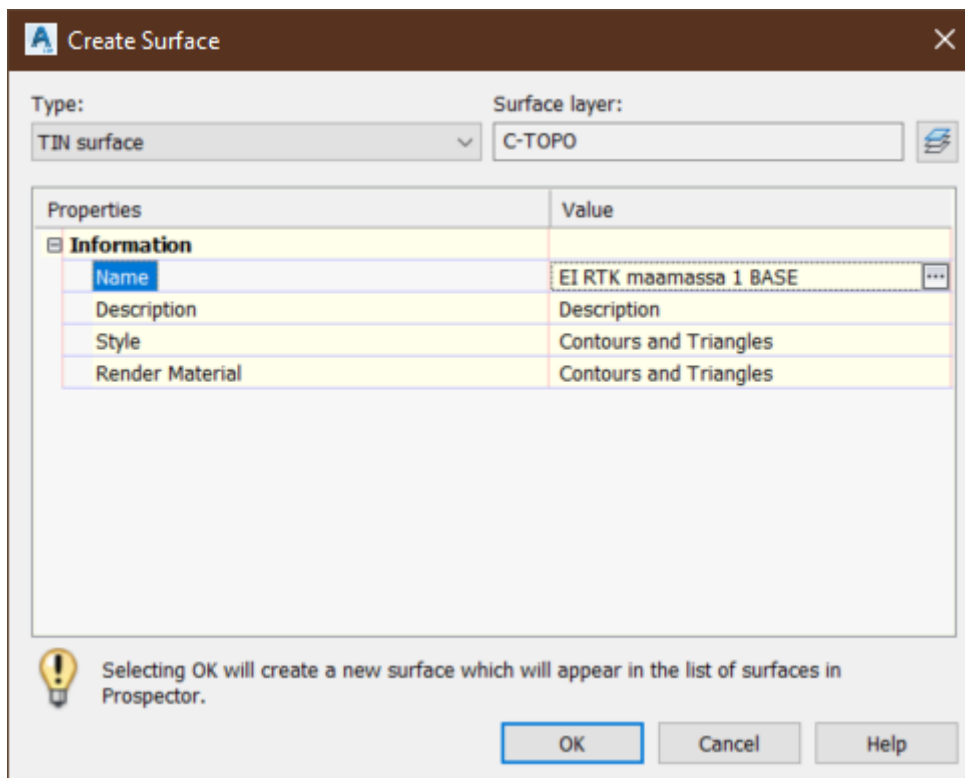 Create Surface
Type:
Surface layer:
TIN surface
C-TOPO
Properties
Value
Information
Name
EI RTK maamassa 1 BASE
Description
Description
Style
Contours and Triangles
Render Material
Contours and Triangles
Selecting OK will create a new surface which will appear in the list of surfaces in
Prospector.
OK
Cancel
Help